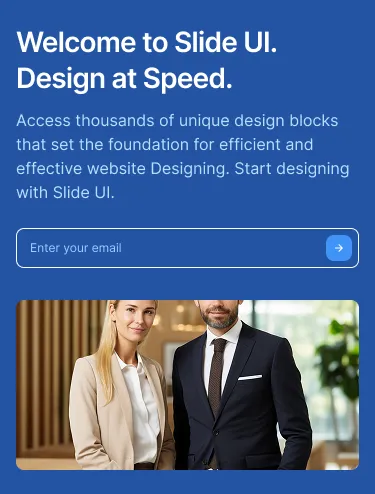 Welcome to Slide UI.
Design at Speed.
Access thousands of unique design blocks
that set the foundation for efficient and
effective website Designing. Start designing
with Slide UI.
Enter your email